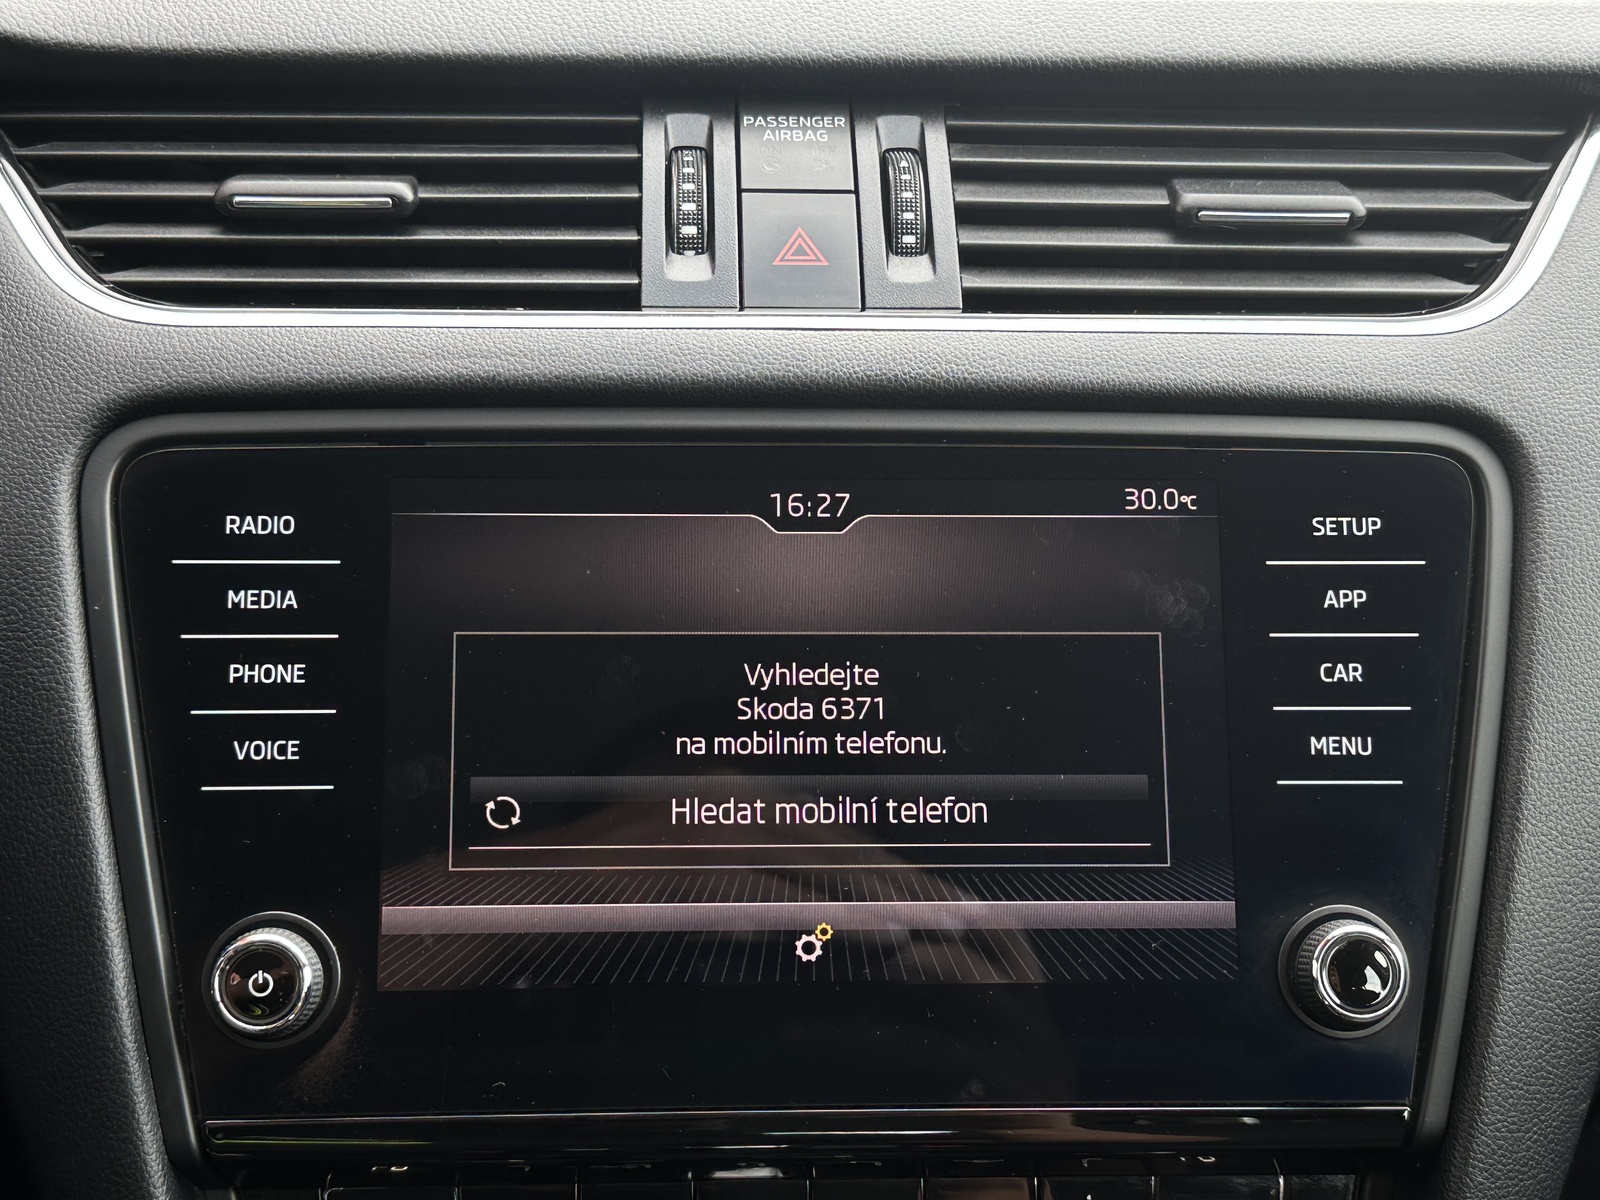 PASSENGER
AIRBAG
16:27
30.0°C
RADIO
MEDIA
PHONE
VOICE
Vyhledejte
Skoda 6371
na mobilním telefonu.
Hledat mobilní telefon
SETUP
APP
CAR
MENU